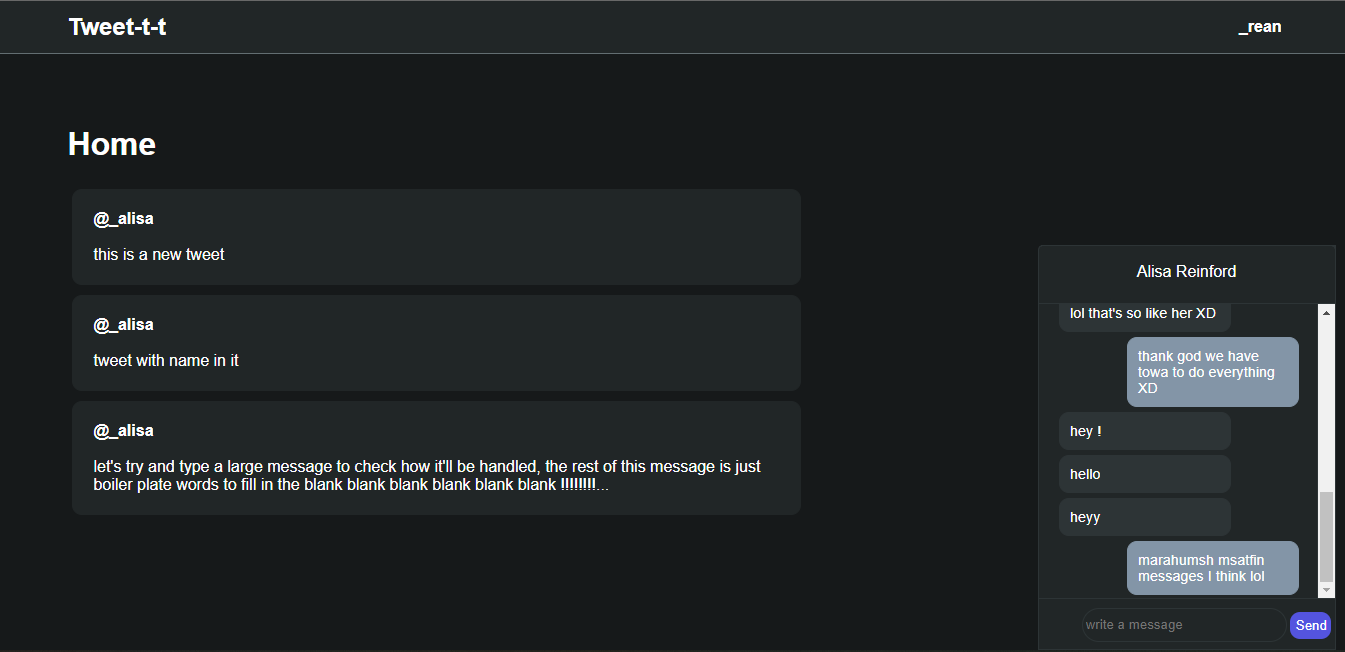 Tweet-t-t
_rean
Home
@_alisa
this is a new tweet
@_alisa
tweet with name in it
@_alisa
let's try and type a large message to check how it'll be handled, the rest of this message is just
boiler plate words to fill in the blank blank blank blank blank blank !!!!!!!!...
Alisa Reinford
lol that's so like her XD
thank god we have
towa to do everything
XD
hey !
hello
heyy
marahumsh msatfin
messages I think lol
write a message
Send